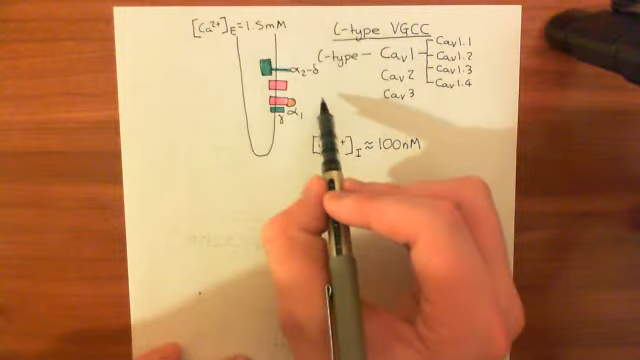 [Ca²⁺]E = 1.5mM
L-type VGCC
L-type – Cav1
Cav1.1
Cav1.2
Cav1.3
Cav1.4
Cav2
Cav3
α₂-δ
α₁
γ
+]I ≈ 100nM